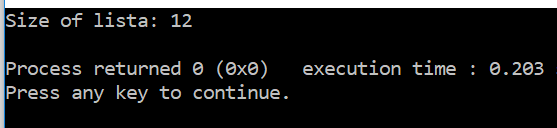 Size of lista: 12
Process returned 0 (0x0)   execution time : 0.203
Press any key to continue.